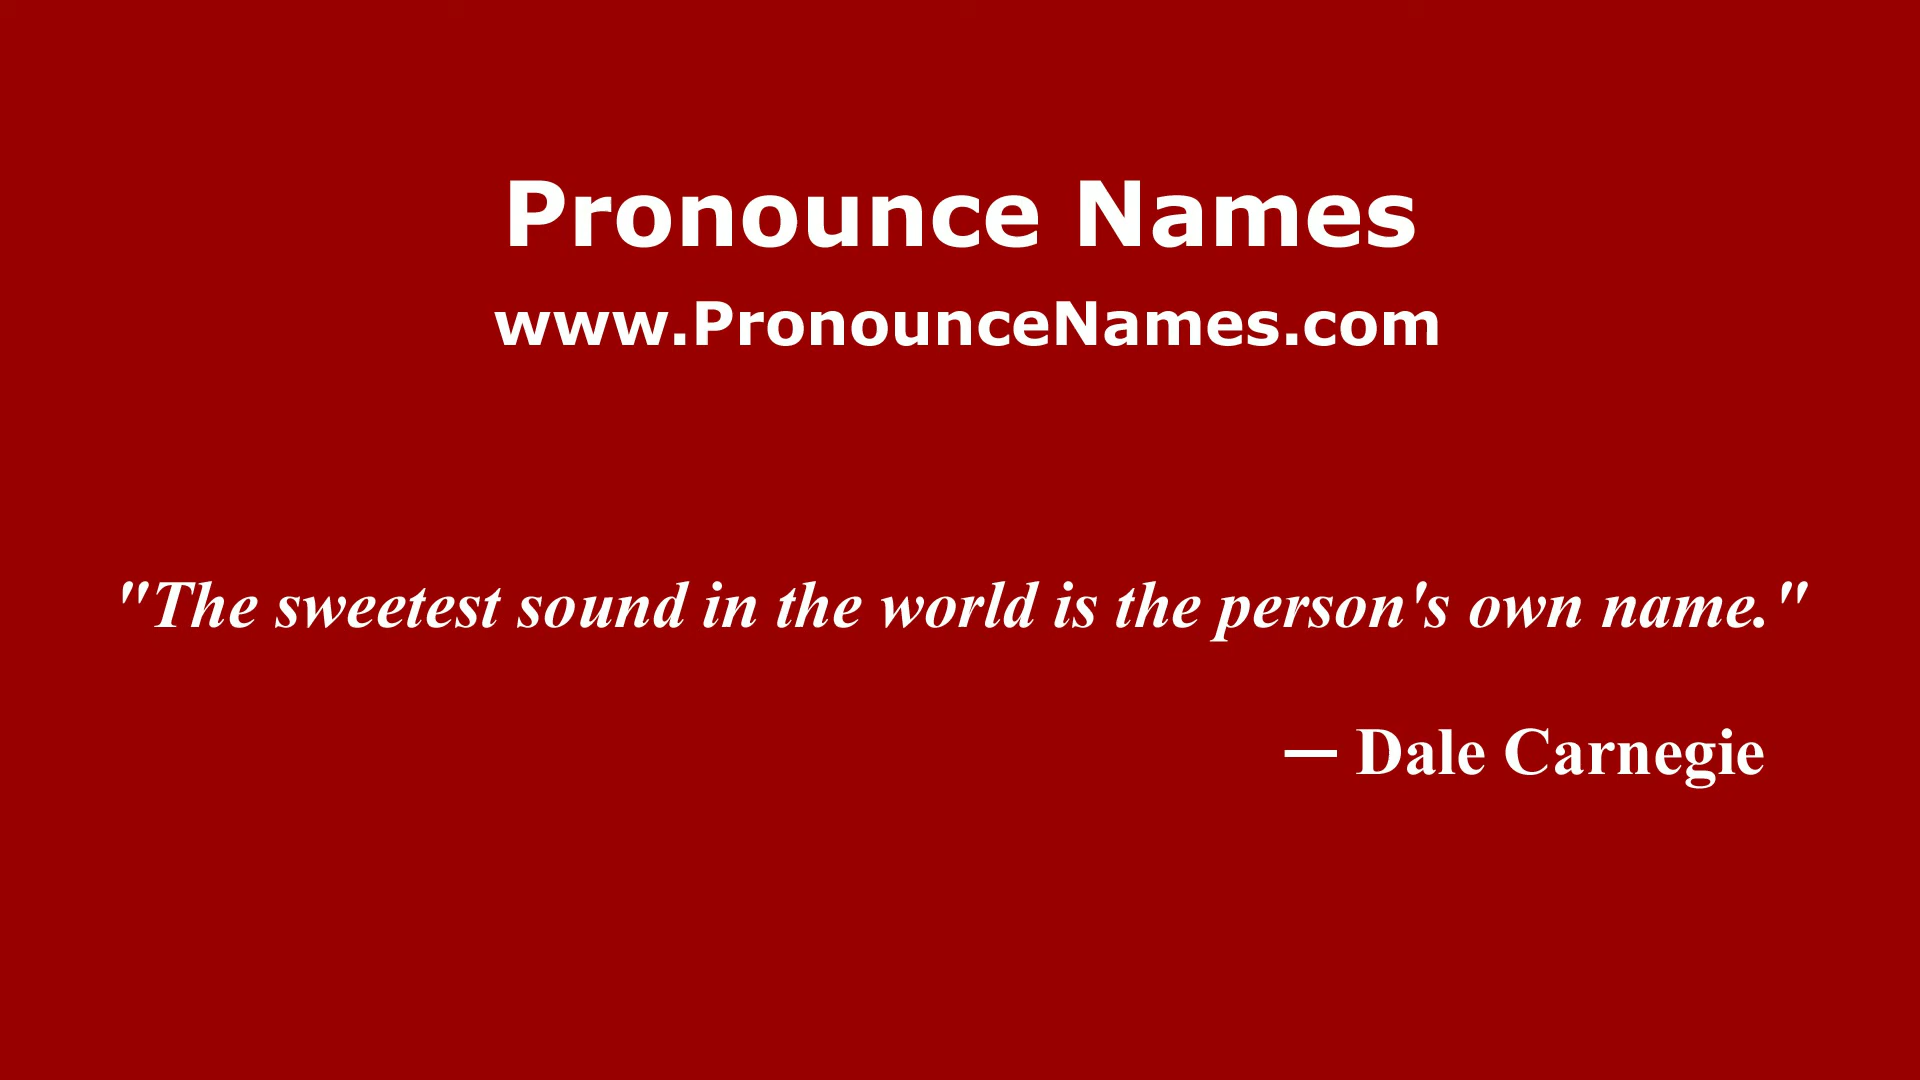 Pronounce Names
www.PronounceNames.com
"The sweetest sound in the world is the person's own name."
— Dale Carnegie